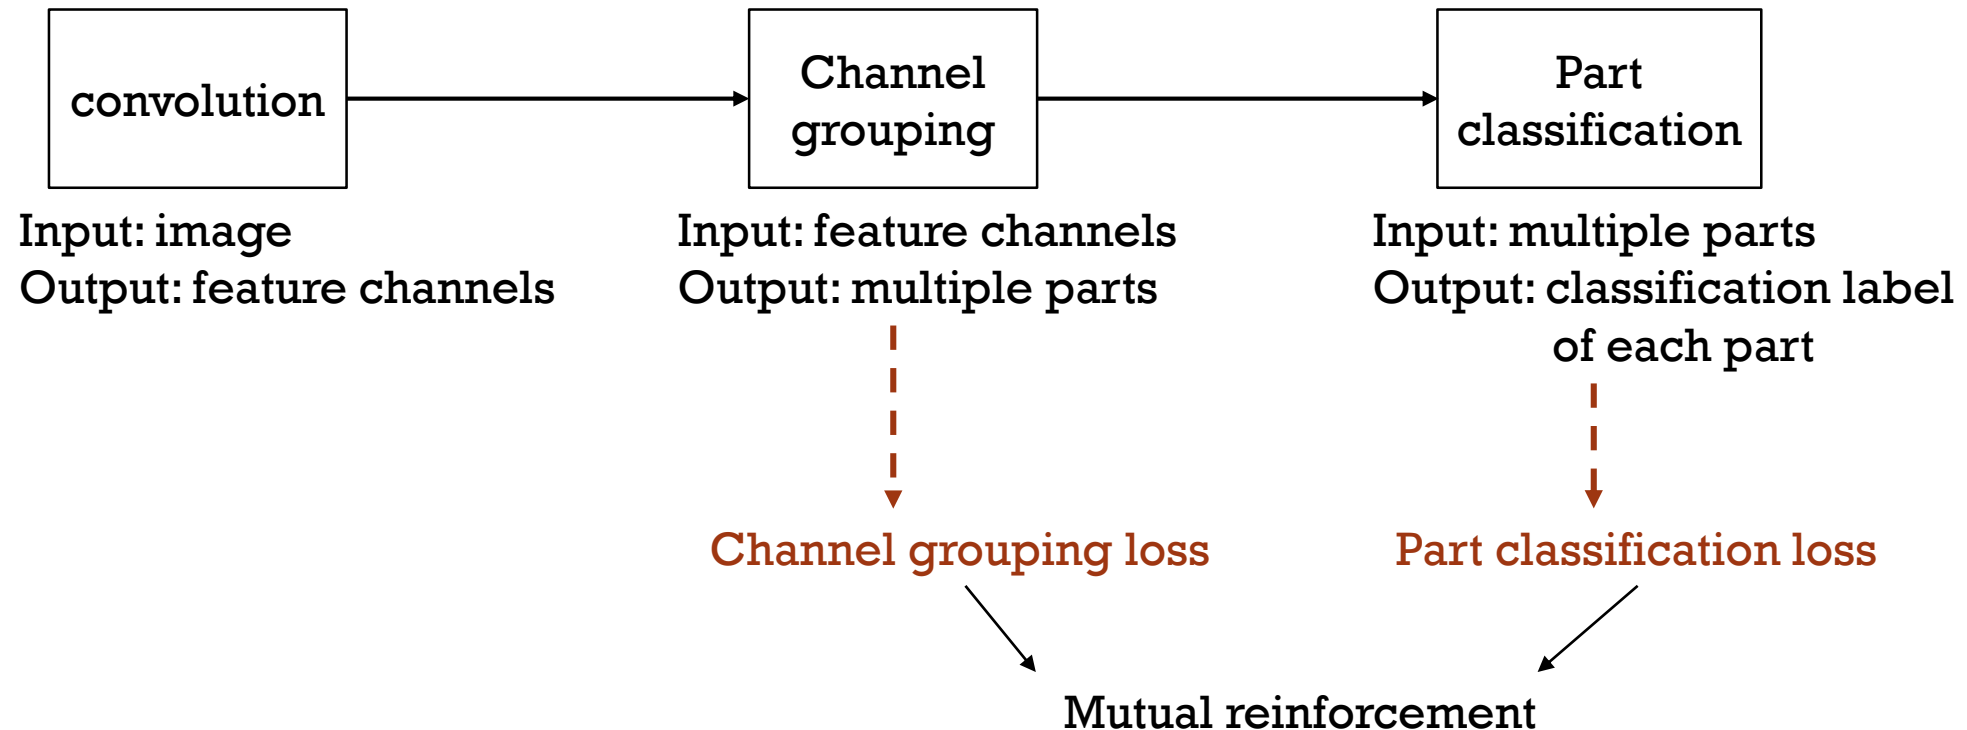 convolution
Channel
grouping
Part
classification
Input: image
Output: feature channels
Input: feature channels
Output: multiple parts
Input: multiple parts
Output: classification label
of each part
Channel grouping loss
Part classification loss
Mutual reinforcement